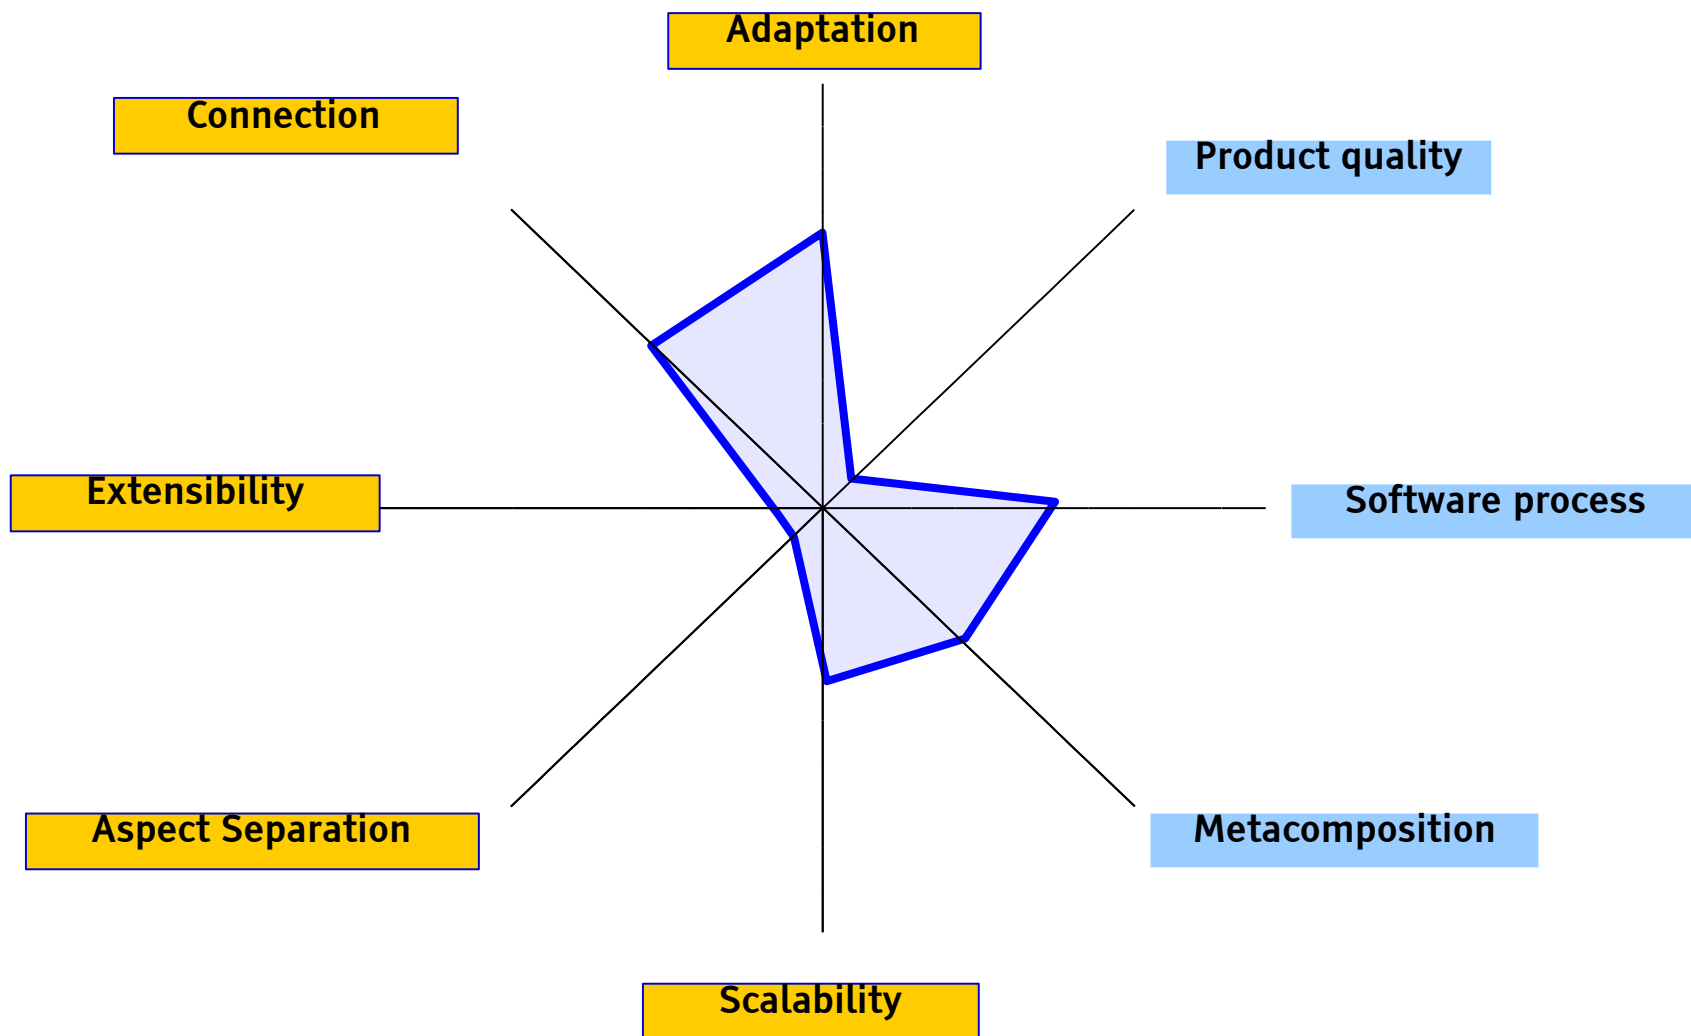 Adaptation
Connection
Product quality
Extensibility
Software process
Aspect Separation
Metacomposition
Scalability